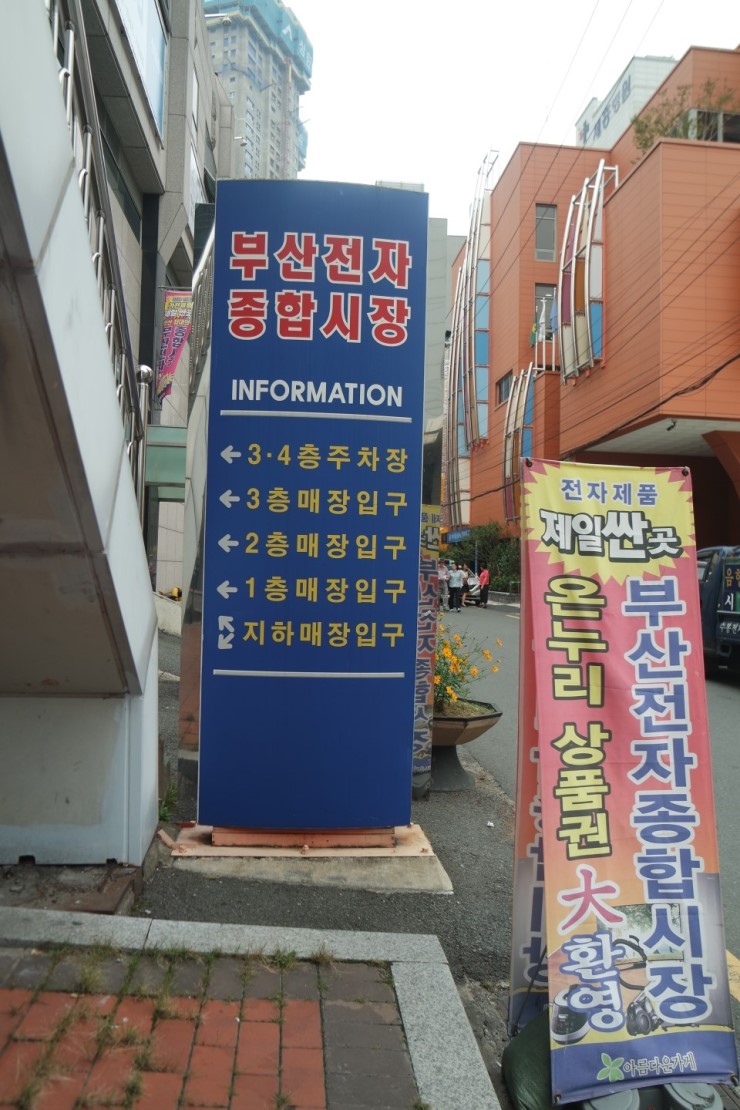 부산전자
종합시장
INFORMATION
← 3·4층주차장
← 3층매장입구
← 2층매장입구
← 1층매장입구
지하매장입구
전자제품
제일싼곳
부산전자종합시장
온누리 상품권 大환영
아름다운가게